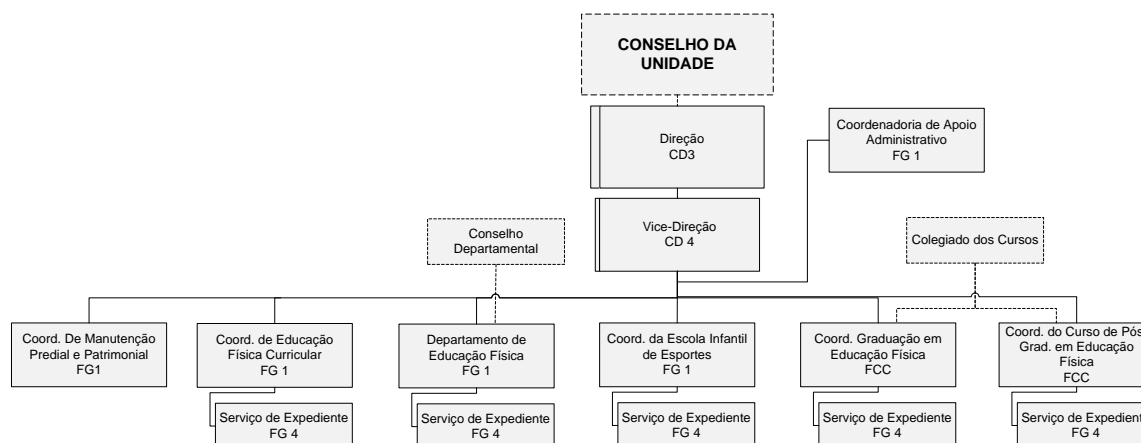 CONSELHO DA
UNIDADE
Direção
CD3
Coordenadoria de Apoio
Administrativo
FG 1
Vice-Direção
CD 4
Conselho
Departamental
Colegiado dos Cursos
Coord. De Manutenção
Predial e Patrimonial
FG1
Coord. de Educação
Física Curricular
FG 1
Departamento de
Educação Física
FG 1
Coord. da Escola Infantil
de Esportes
FG 1
Coord. Graduação em
Educação Física
FCC
Coord. do Curso de Pós
Grad. em Educação
Física
FCC
Serviço de Expediente
FG 4
Serviço de Expediente
FG 4
Serviço de Expediente
FG 4
Serviço de Expediente
FG 4
Serviço de Expediente
FG 4